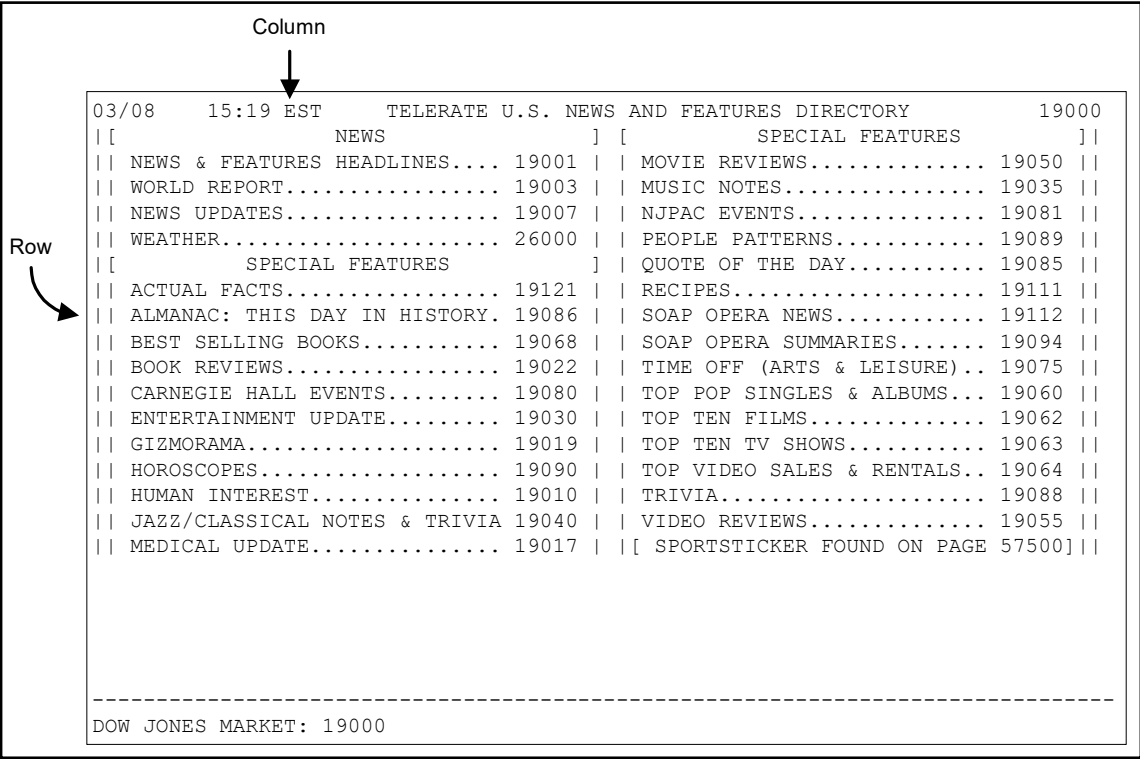 Column
03/08    15:19 EST     TELERATE U.S. NEWS AND FEATURES DIRECTORY          19000
|[                 NEWS                ] [         SPECIAL FEATURES         ]|
|| NEWS & FEATURES HEADLINES.... 19001 | | MOVIE REVIEWS.............. 19050 ||
|| WORLD REPORT................. 19003 | | MUSIC NOTES................ 19035 ||
|| NEWS UPDATES................. 19007 | | NJPAC EVENTS............... 19081 ||
Row
|| WEATHER...................... 26000 | | PEOPLE PATTERNS............ 19089 ||
|[          SPECIAL FEATURES           ] | QUOTE OF THE DAY........... 19085 ||
|| ACTUAL FACTS................. 19121 | | RECIPES.................... 19111 ||
|| ALMANAC: THIS DAY IN HISTORY. 19086 | | SOAP OPERA NEWS............ 19112 ||
|| BEST SELLING BOOKS........... 19068 | | SOAP OPERA SUMMARIES....... 19094 ||
|| BOOK REVIEWS................. 19022 | | TIME OFF (ARTS & LEISURE).. 19075 ||
|| CARNEGIE HALL EVENTS......... 19080 | | TOP POP SINGLES & ALBUMS... 19060 ||
|| ENTERTAINMENT UPDATE......... 19030 | | TOP TEN FILMS.............. 19062 ||
|| GIZMORAMA.................... 19019 | | TOP TEN TV SHOWS........... 19063 ||
|| HOROSCOPES................... 19090 | | TOP VIDEO SALES & RENTALS.. 19064 ||
|| HUMAN INTEREST............... 19010 | | TRIVIA..................... 19088 ||
|| JAZZ/CLASSICAL NOTES & TRIVIA 19040 | | VIDEO REVIEWS.............. 19055 ||
|| MEDICAL UPDATE............... 19017 | |[ SPORTSTICKER FOUND ON PAGE 57500]||
--------------------------------------------------------------------------------
DOW JONES MARKET: 19000